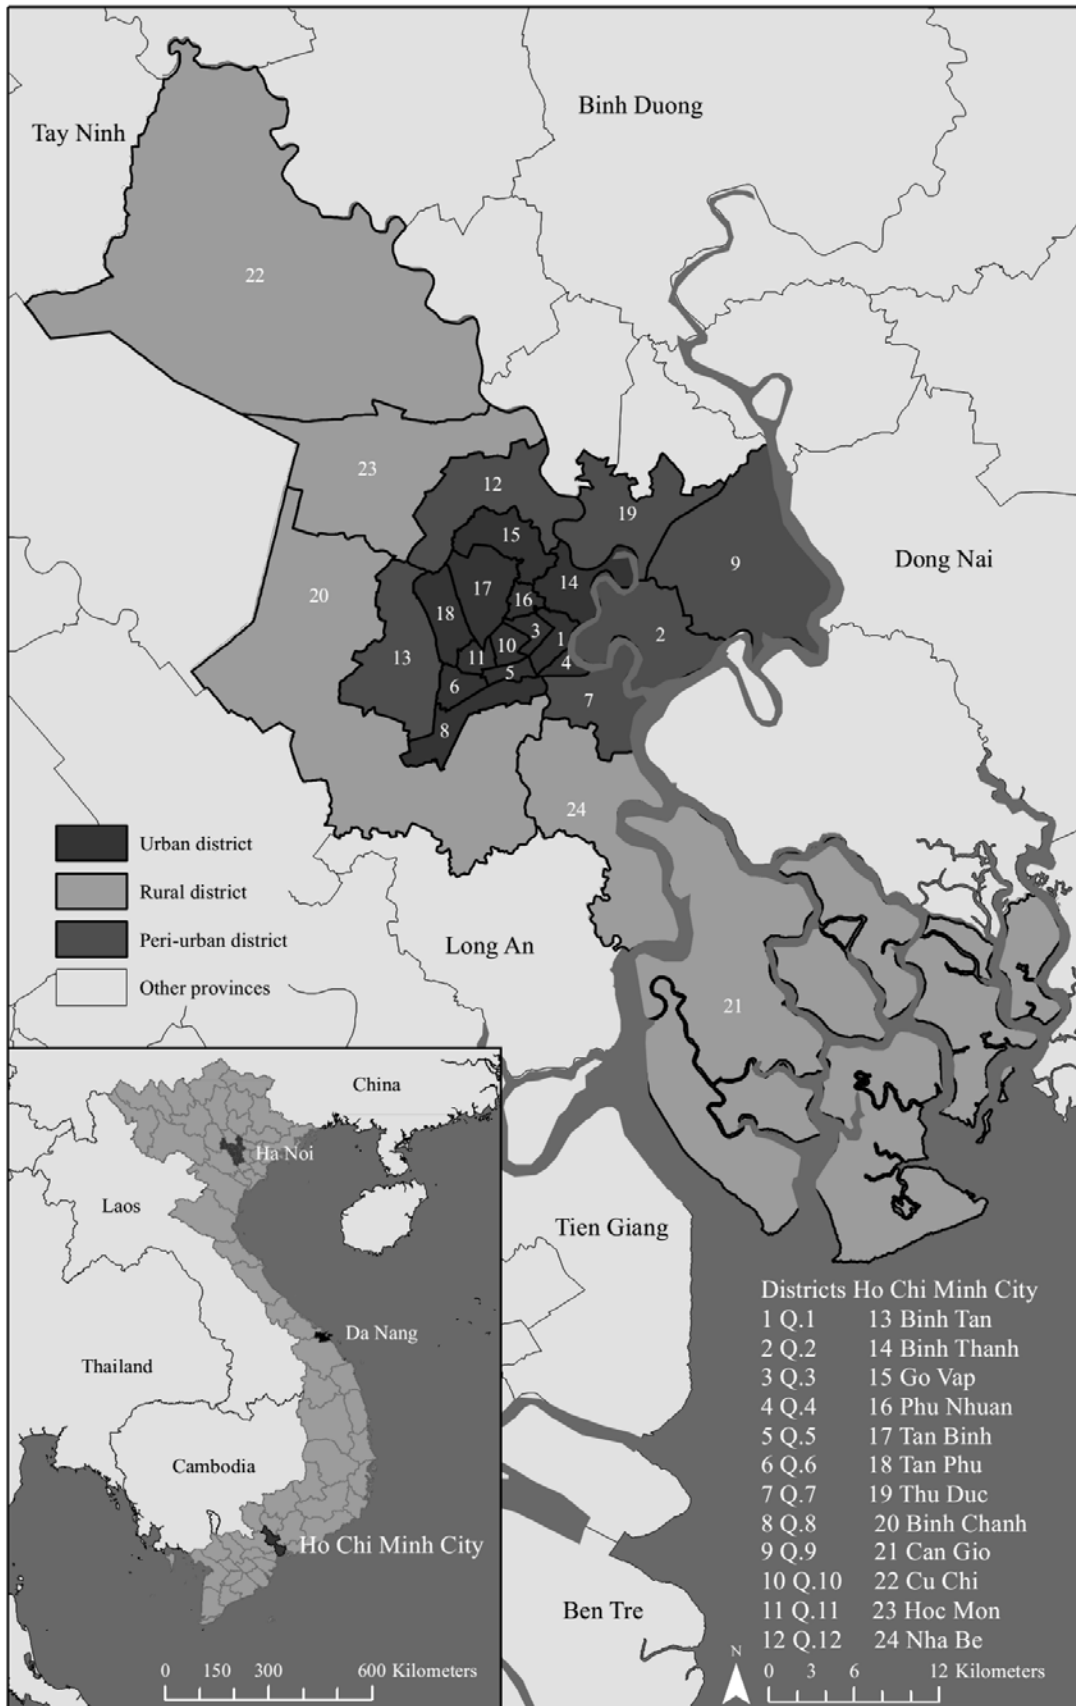 Binh Duong
Tay Ninh
22
23
12
19
15
9
Dong Nai
14
17
20
16
18
3
1
2
10
13
11
4
5
6
7
8
24
Urban district
Rural district
Peri-urban district
Long An
Other provinces
21
China
Ha Noi
Laos
Tien Giang
Da Nang
Thailand
Cambodia
Ho Chi Minh City
Ben Tre
0 150 300 600 Kilometers
Districts Ho Chi Minh City
1 Q.1 13 Binh Tan
2 Q.2 14 Binh Thanh
3 Q.3 15 Go Vap
4 Q.4 16 Phu Nhuan
5 Q.5 17 Tan Binh
6 Q.6 18 Tan Phu
7 Q.7 19 Thu Duc
8 Q.8 20 Binh Chanh
9 Q.9 21 Can Gio
10 Q.10 22 Cu Chi
11 Q.11 23 Hoc Mon
12 Q.12 24 Nha Be
N
0 3 6 12 Kilometers